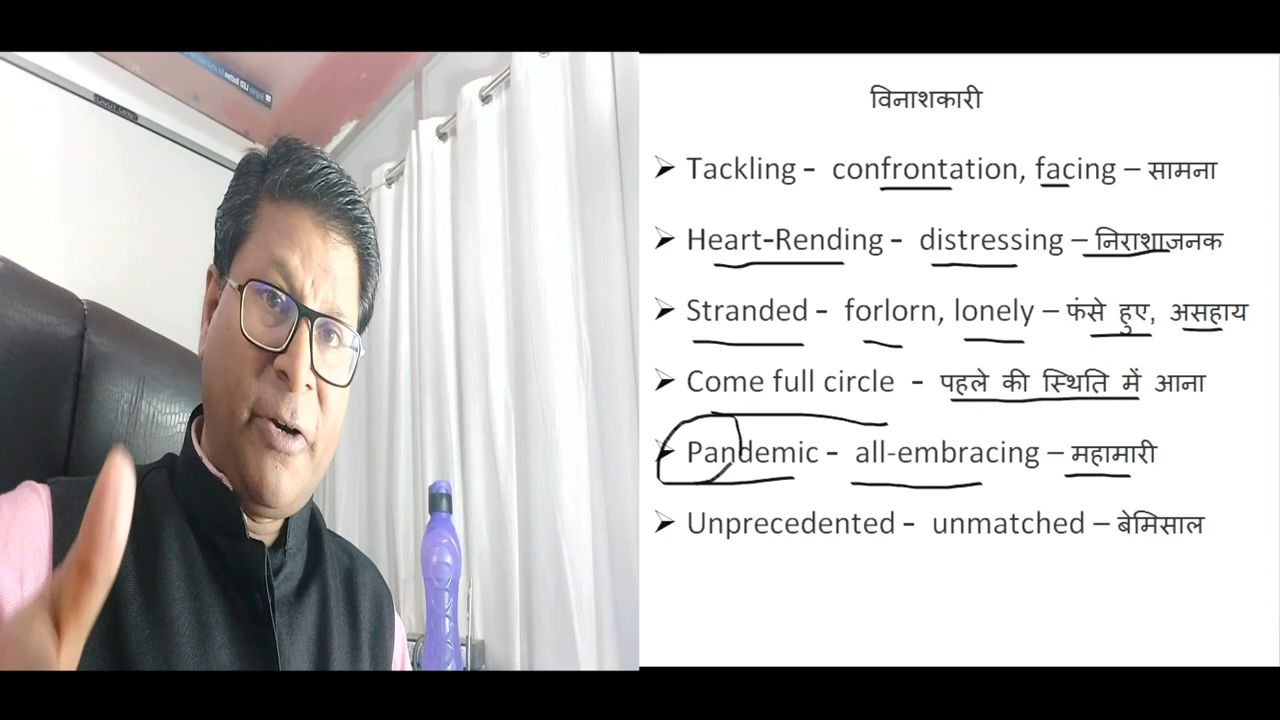 विनाशकारी
➢ Tackling - confrontation, facing – सामना
➢ Heart-Rending - distressing – निराशाजनक
➢ Stranded - forlorn, lonely – फंसे हुए, असहाय
➢ Come full circle - पहले की स्थिति में आना
➢ Pandemic - all-embracing – महामारी
➢ Unprecedented - unmatched – बेमिसाल